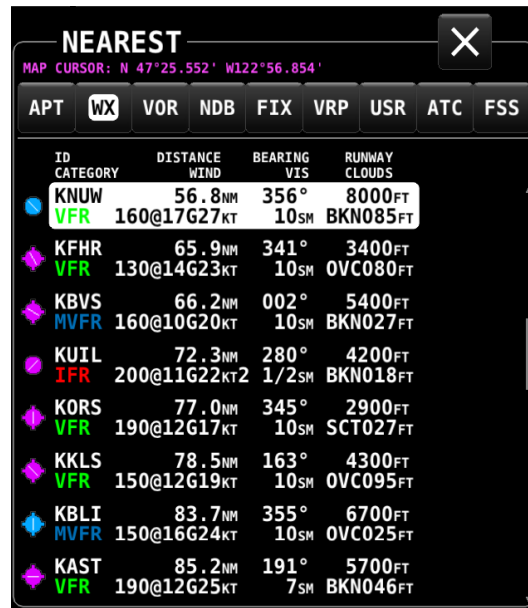 NEAREST
MAP CURSOR: N 47°25.552' W122°56.854'
APT WX VOR NDB FIX VRP USR ATC FSS
ID DISTANCE BEARING RUNWAY
CATEGORY WIND VIS CLOUDS
KNUW 56.8NM 356° 8000FT
VFR 160@17G27KT 10SM BKN085FT
KFHR 65.9NM 341° 3400FT
VFR 130@14G23KT 10SM OVC080FT
KBVS 66.2NM 002° 5400FT
MVFR 160@10G20KT 10SM BKN027FT
KUIL 72.3NM 280° 4200FT
IFR 200@11G22KT2 1/2SM BKN018FT
KORS 77.0NM 345° 2900FT
VFR 190@12G17KT 10SM SCT027FT
KKLS 78.5NM 163° 4300FT
VFR 150@12G19KT 10SM OVC095FT
KBLI 83.7NM 355° 6700FT
MVFR 150@16G24KT 10SM OVC025FT
KAST 85.2NM 191° 5700FT
VFR 190@12G25KT 7SM BKN046FT